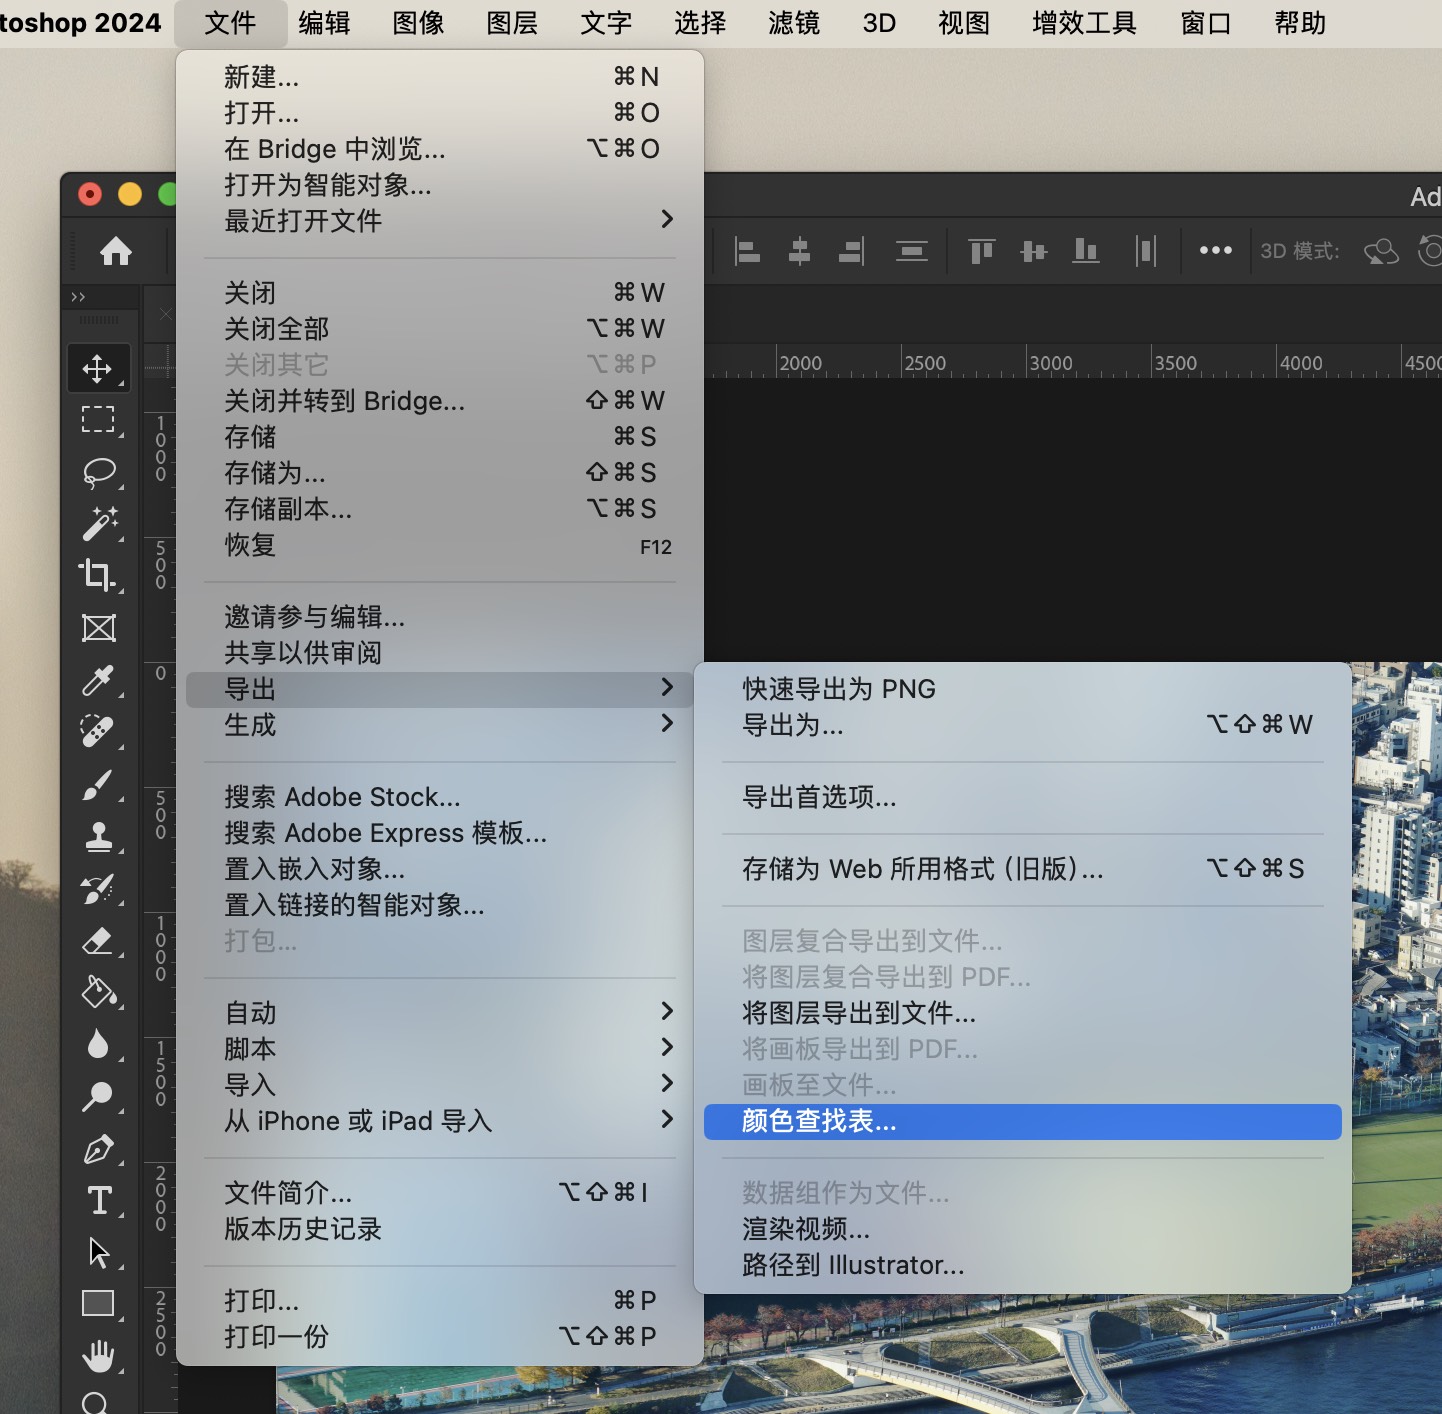 toshop 2024 文件 编辑 图像 图层 文字 选择 滤镜 3D 视图 增效工具 窗口 帮助
新建... ⌘N
打开... ⌘O
在 Bridge 中浏览... ⌥⌘O
打开为智能对象...
最近打开文件
关闭 ⌘W
关闭全部 ⌥⌘W
关闭其它 ⌥⌘P
关闭并转到 Bridge... ⇧⌘W
存储 ⌘S
存储为... ⇧⌘S
存储副本... ⌥⌘S
恢复 F12
邀请参与编辑...
共享以供审阅
导出
生成
搜索 Adobe Stock...
搜索 Adobe Express 模板...
置入嵌入对象...
置入链接的智能对象...
打包...
自动
脚本
导入
从 iPhone 或 iPad 导入
文件简介... ⌥⇧⌘I
版本历史记录
打印... ⌘P
打印一份 ⌥⇧⌘P
快速导出为 PNG
导出为... ⌥⇧⌘W
导出首选项...
存储为 Web 所用格式（旧版）... ⌥⇧⌘S
图层复合导出到文件...
将图层复合导出到 PDF...
将图层导出到文件...
将画板导出到 PDF...
画板至文件...
颜色查找表...
数据组作为文件...
渲染视频...
路径到 Illustrator...
Ad
3D 模式:
2000 2500 3000 3500 4000 4500
1000
500
0
500
1000
1500
2000
2500